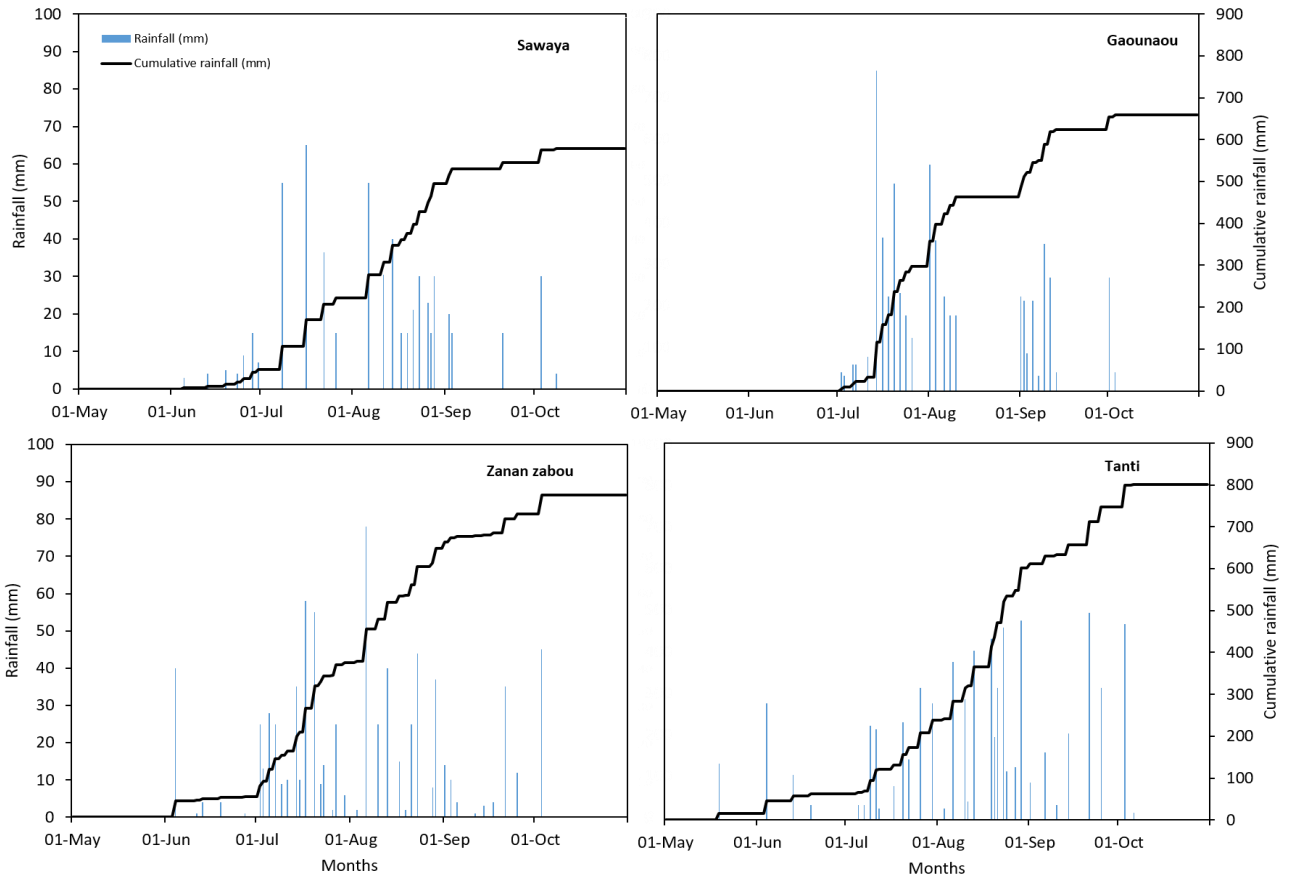 Sawaya
Rainfall (mm)
Cumulative rainfall (mm)
100
90
80
70
60
50
40
30
20
10
0
Rainfall (mm)
01-May 01-Jun 01-Jul 01-Aug 01-Sep 01-Oct
Gaounaou
900
800
700
600
500
400
300
200
100
0
Cumulative rainfall (mm)
01-May 01-Jun 01-Jul 01-Aug 01-Sep 01-Oct
Zanan zabou
100
90
80
70
60
50
40
30
20
10
0
Rainfall (mm)
01-May 01-Jun 01-Jul 01-Aug 01-Sep 01-Oct
Months
Tanti
900
800
700
600
500
400
300
200
100
0
Cumulative rainfall (mm)
01-May 01-Jun 01-Jul 01-Aug 01-Sep 01-Oct
Months